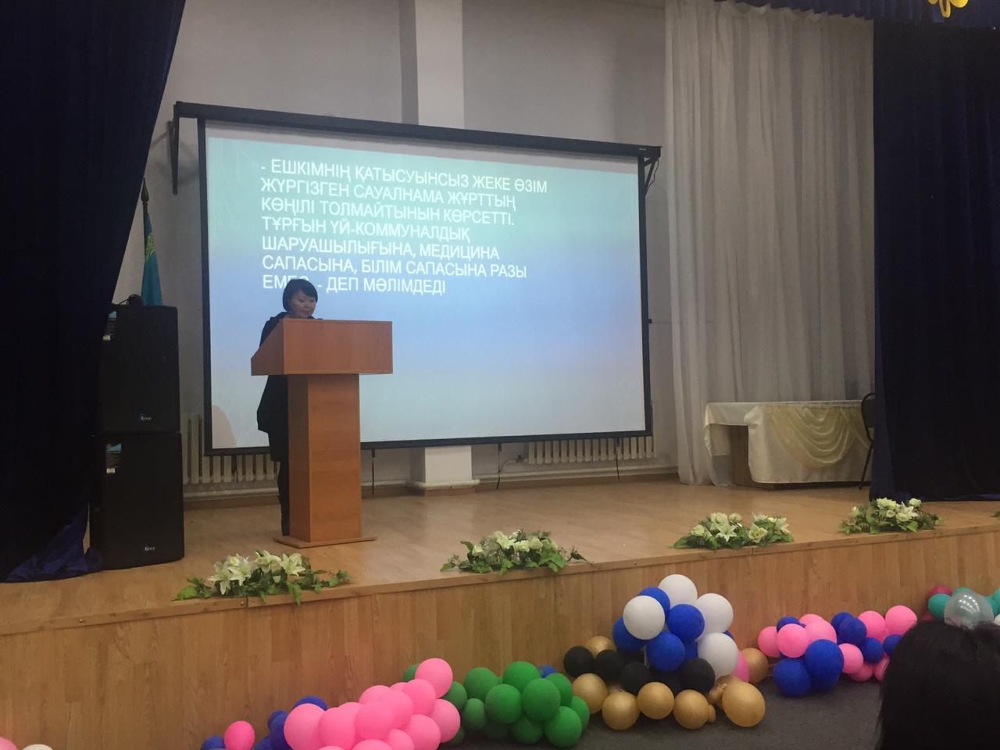 - ЕШКІМНІҢ ҚАТЫСУЫНСЫЗ ЖЕКЕ ӨЗІМ
ЖҮРГІЗГЕН САУАЛНАМА ЖҰРТТЫҢ
КӨҢІЛІ ТОЛМАЙТЫНЫН КӨРСЕТТІ.
ТҰРҒЫН ҮЙ-КОММУНАЛДЫҚ
ШАРУАШЫЛЫҒЫНА, МЕДИЦИНА
САПАСЫНА, БІЛІМ САПАСЫНА РАЗЫ
- ДЕП МӘЛІМДЕДІ